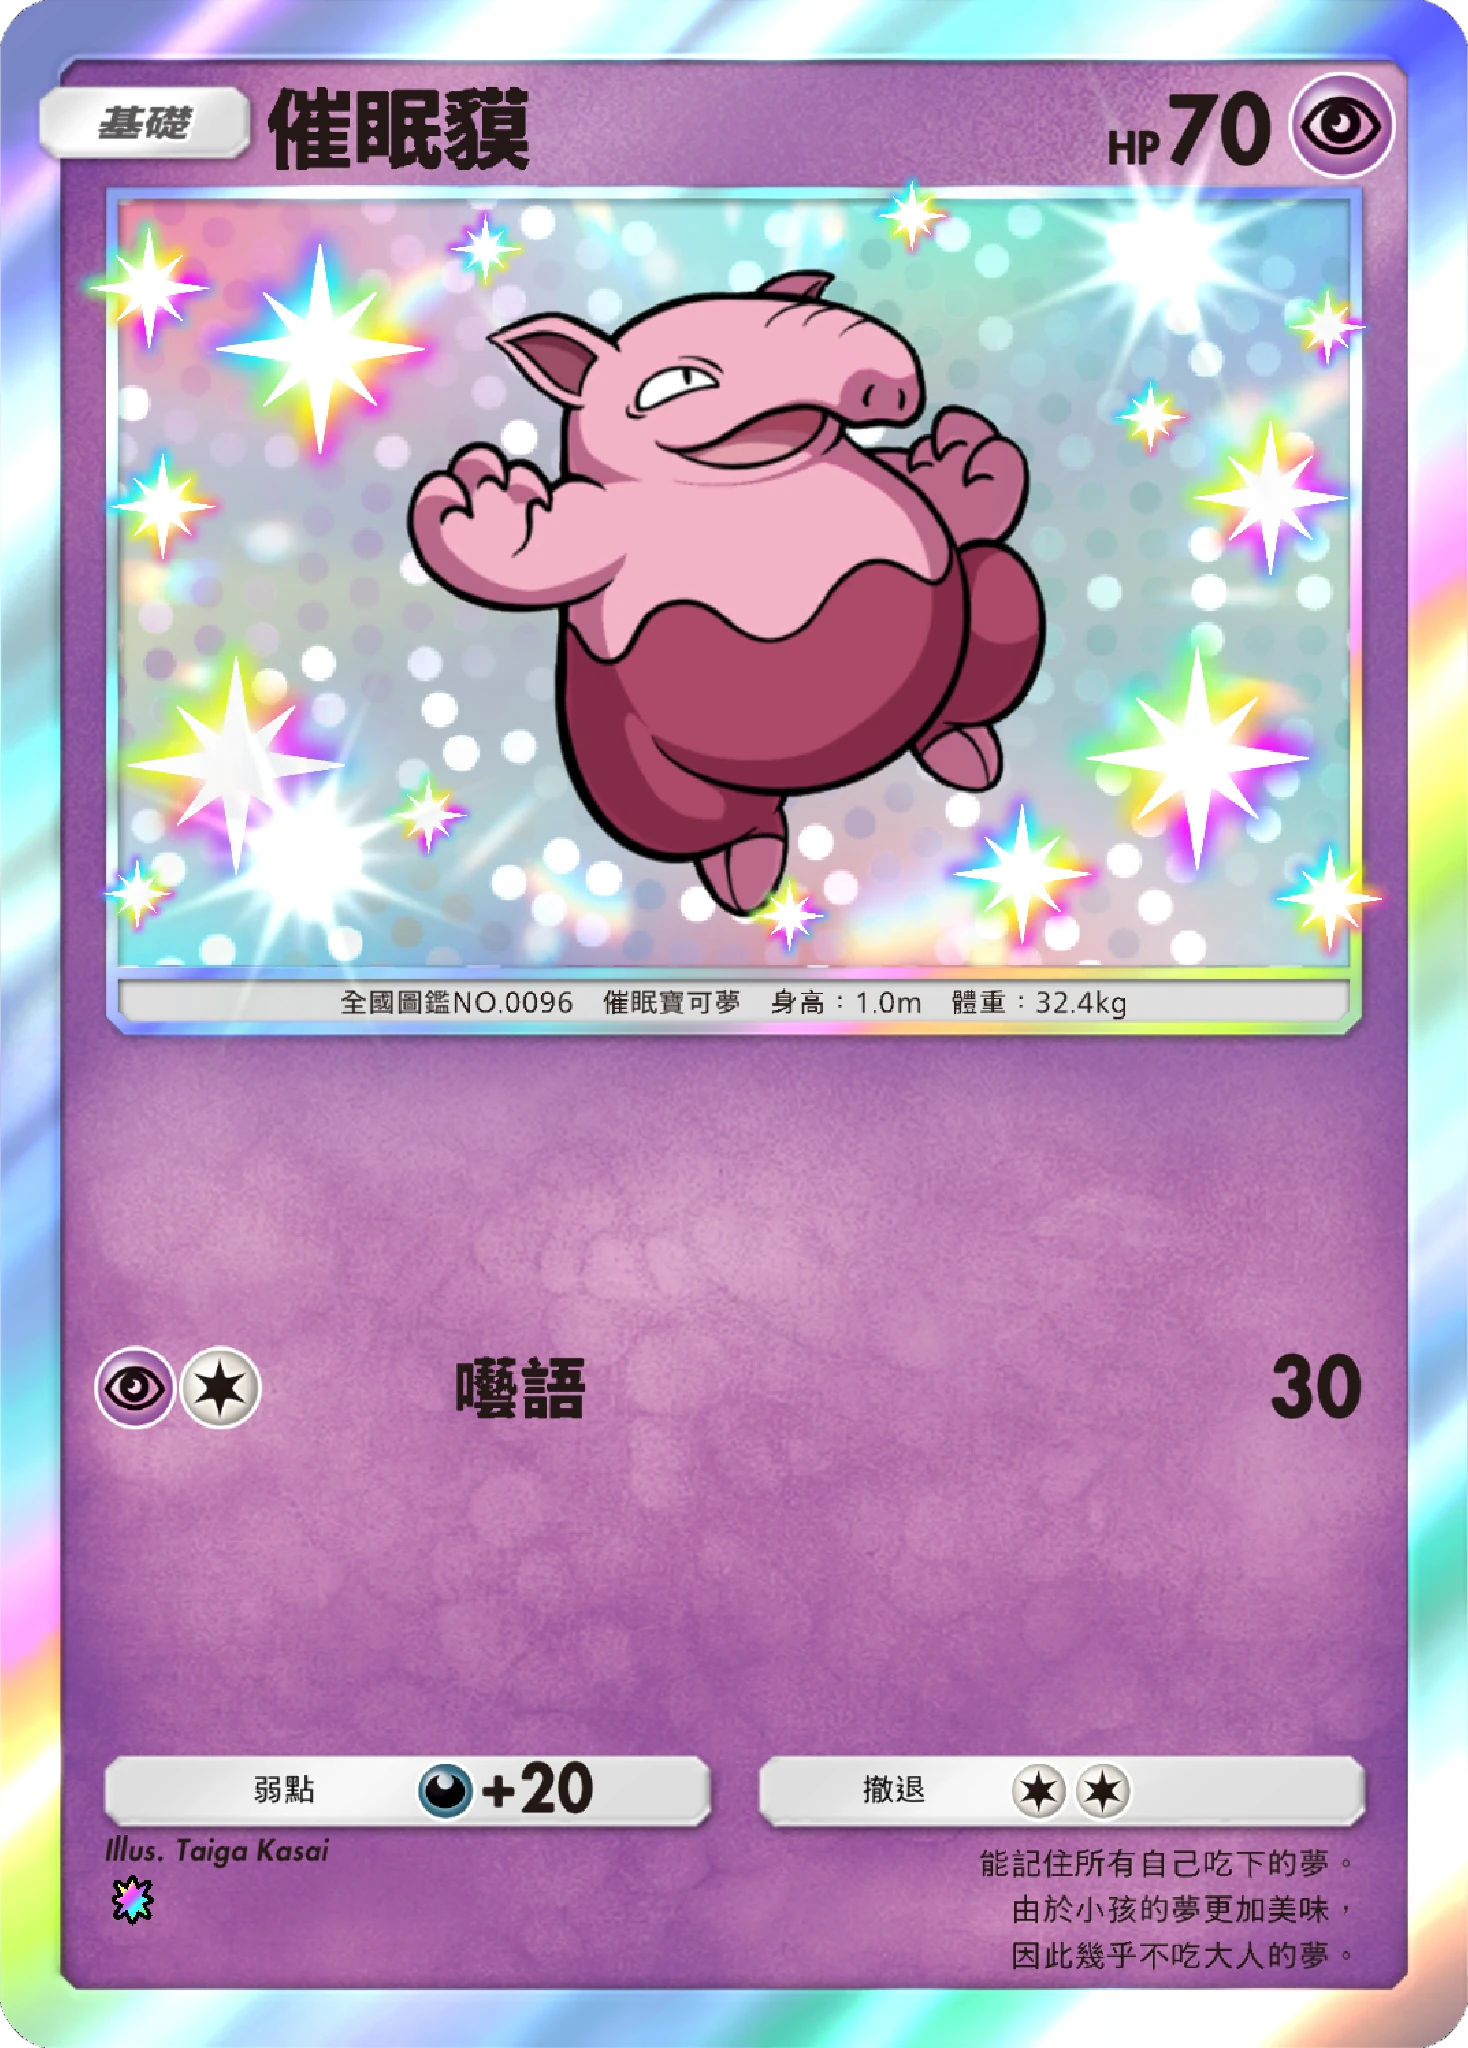 基礎
催眠貘
HP 70
全國圖鑑NO.0096 催眠寶可夢 身高：1.0m 體重：32.4kg
囈語 30
弱點 +20
撤退
Illus. Taiga Kasai
能記住所有自己吃下的夢。
由於小孩的夢更加美味，
因此幾乎不吃大人的夢。